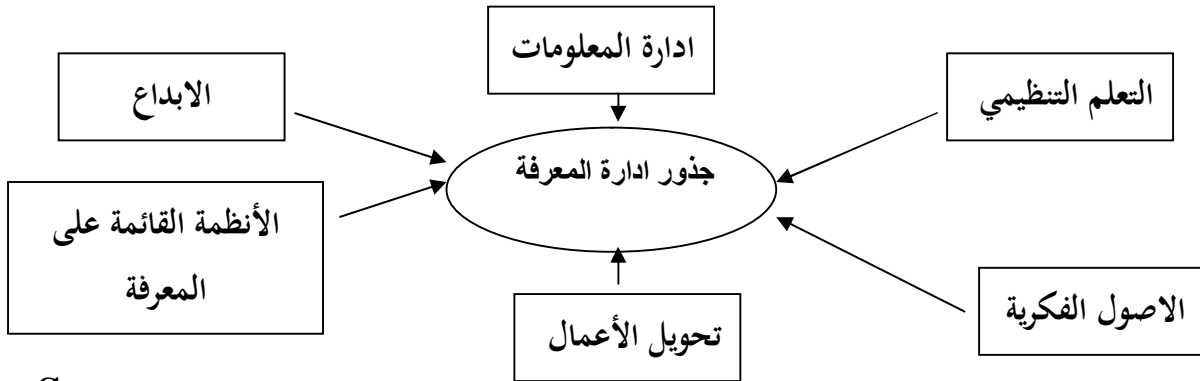 ادارة المعلومات
التعلم التنظيمي
الابداع
جذور ادارة المعرفة
الأنظمة القائمة على
المعرفة
الاصول الفكرية
تحويل الأعمال